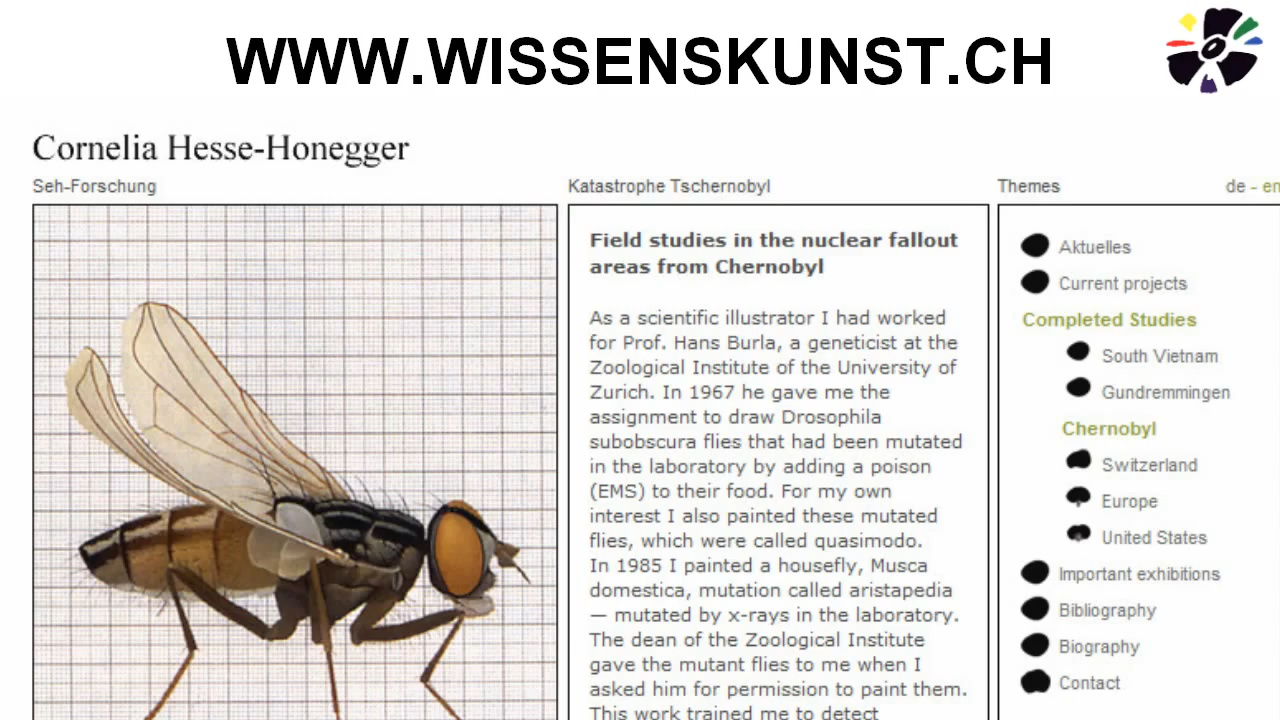 WWW.WISSENSKUNST.CH
Cornelia Hesse-Honegger
Seh-Forschung
Katastrophe Tschernobyl
Field studies in the nuclear fallout
areas from Chernobyl
As a scientific illustrator I had worked
for Prof. Hans Burla, a geneticist at the
Zoological Institute of the University of
Zurich. In 1967 he gave me the
assignment to draw Drosophila
subobscura flies that had been mutated
in the laboratory by adding a poison
(EMS) to their food. For my own
interest I also painted these mutated
flies, which were called quasimodo.
In 1985 I painted a housefly, Musca
domestica, mutation called aristapedia
— mutated by x-rays in the laboratory.
The dean of the Zoological Institute
gave the mutant flies to me when I
asked him for permission to paint them.
This work trained me to detect
Themes
de - en
Aktuelles
Current projects
Completed Studies
South Vietnam
Gundremmingen
Chernobyl
Switzerland
Europe
United States
Important exhibitions
Bibliography
Biography
Contact